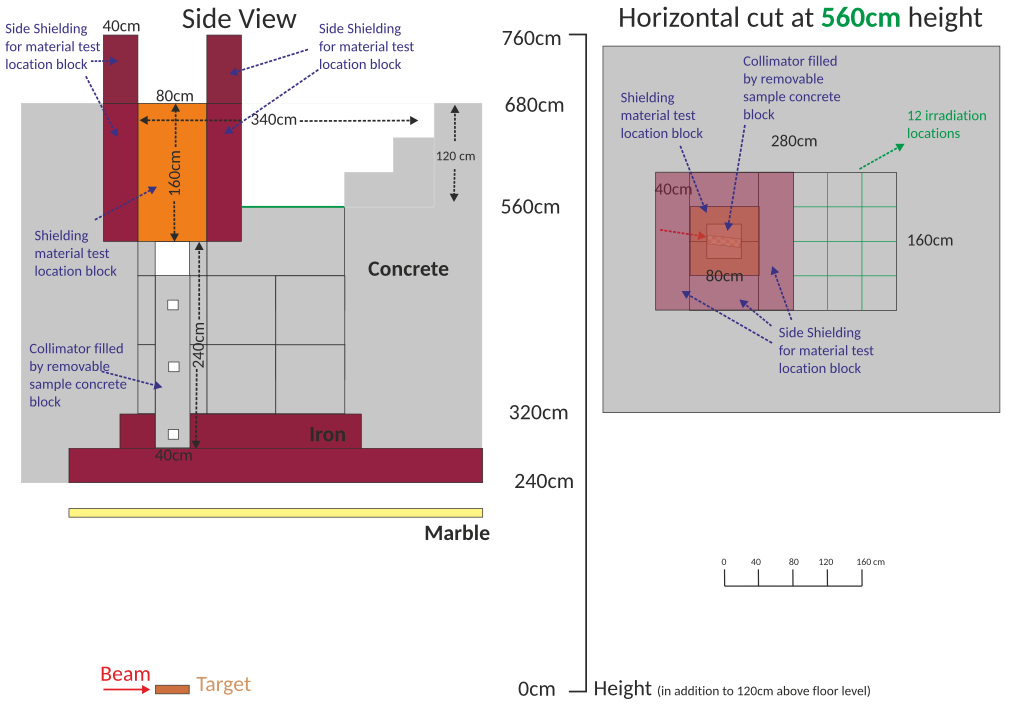 Side View
Side Shielding
for material test
location block
40cm
Side Shielding
for material test
location block
80cm
340cm
160cm
120 cm
Shielding
material test
location block
Concrete
240cm
Collimator filled
by removable
sample concrete
block
Iron
40cm
Marble
Beam
Target
760cm
680cm
560cm
320cm
240cm
0cm
Height (in addition to 120cm above floor level)
Horizontal cut at 560cm height
Collimator filled
by removable
sample concrete
block
Shielding
material test
location block
12 irradiation
locations
280cm
40cm
160cm
80cm
Side Shielding
for material test
location block
0 40 80 120 160 cm